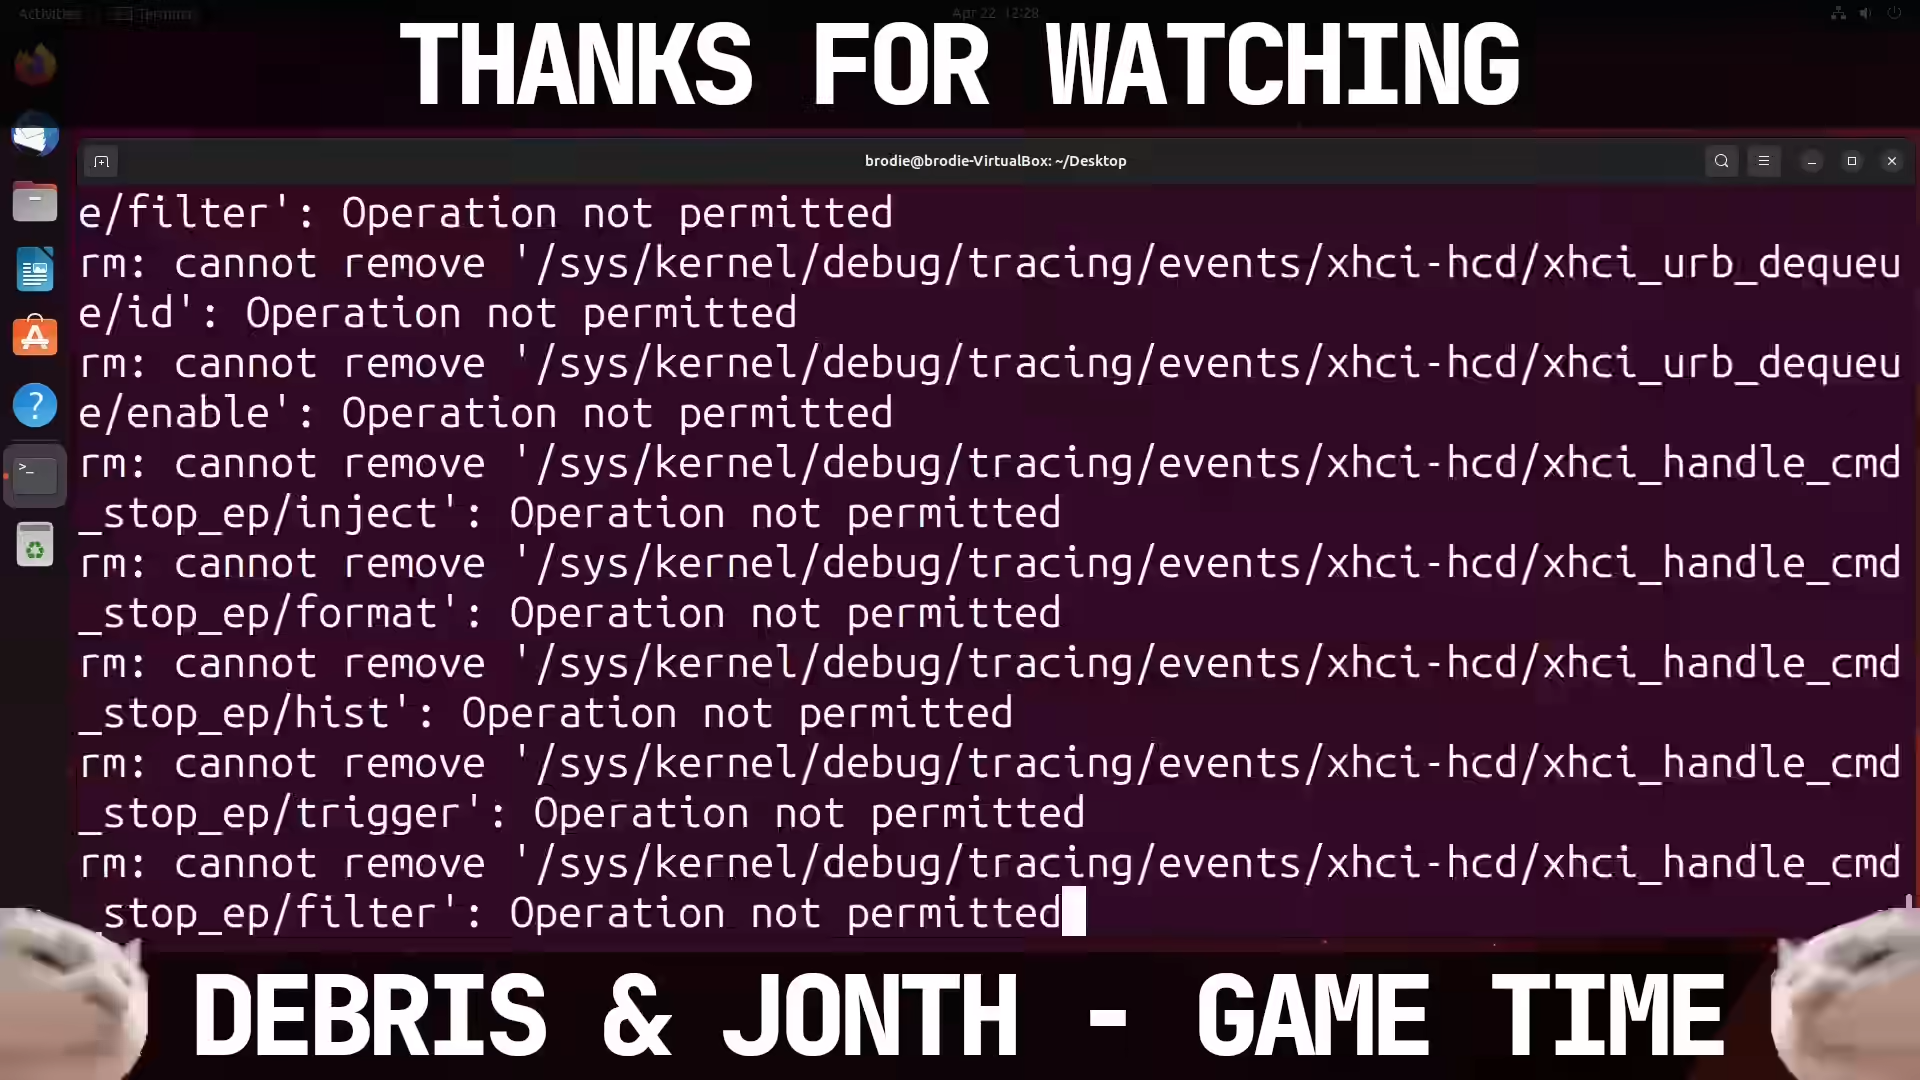 Activities Terminal Apr 22 12:28
THANKS FOR WATCHING
brodie@brodie-VirtualBox: ~/Desktop
e/filter': Operation not permitted
rm: cannot remove '/sys/kernel/debug/tracing/events/xhci-hcd/xhci_urb_dequeu
e/id': Operation not permitted
rm: cannot remove '/sys/kernel/debug/tracing/events/xhci-hcd/xhci_urb_dequeu
e/enable': Operation not permitted
rm: cannot remove '/sys/kernel/debug/tracing/events/xhci-hcd/xhci_handle_cmd
_stop_ep/inject': Operation not permitted
rm: cannot remove '/sys/kernel/debug/tracing/events/xhci-hcd/xhci_handle_cmd
_stop_ep/format': Operation not permitted
rm: cannot remove '/sys/kernel/debug/tracing/events/xhci-hcd/xhci_handle_cmd
_stop_ep/hist': Operation not permitted
rm: cannot remove '/sys/kernel/debug/tracing/events/xhci-hcd/xhci_handle_cmd
_stop_ep/trigger': Operation not permitted
rm: cannot remove '/sys/kernel/debug/tracing/events/xhci-hcd/xhci_handle_cmd
_stop_ep/filter': Operation not permitted
DEBRIS & JONTH - GAME TIME